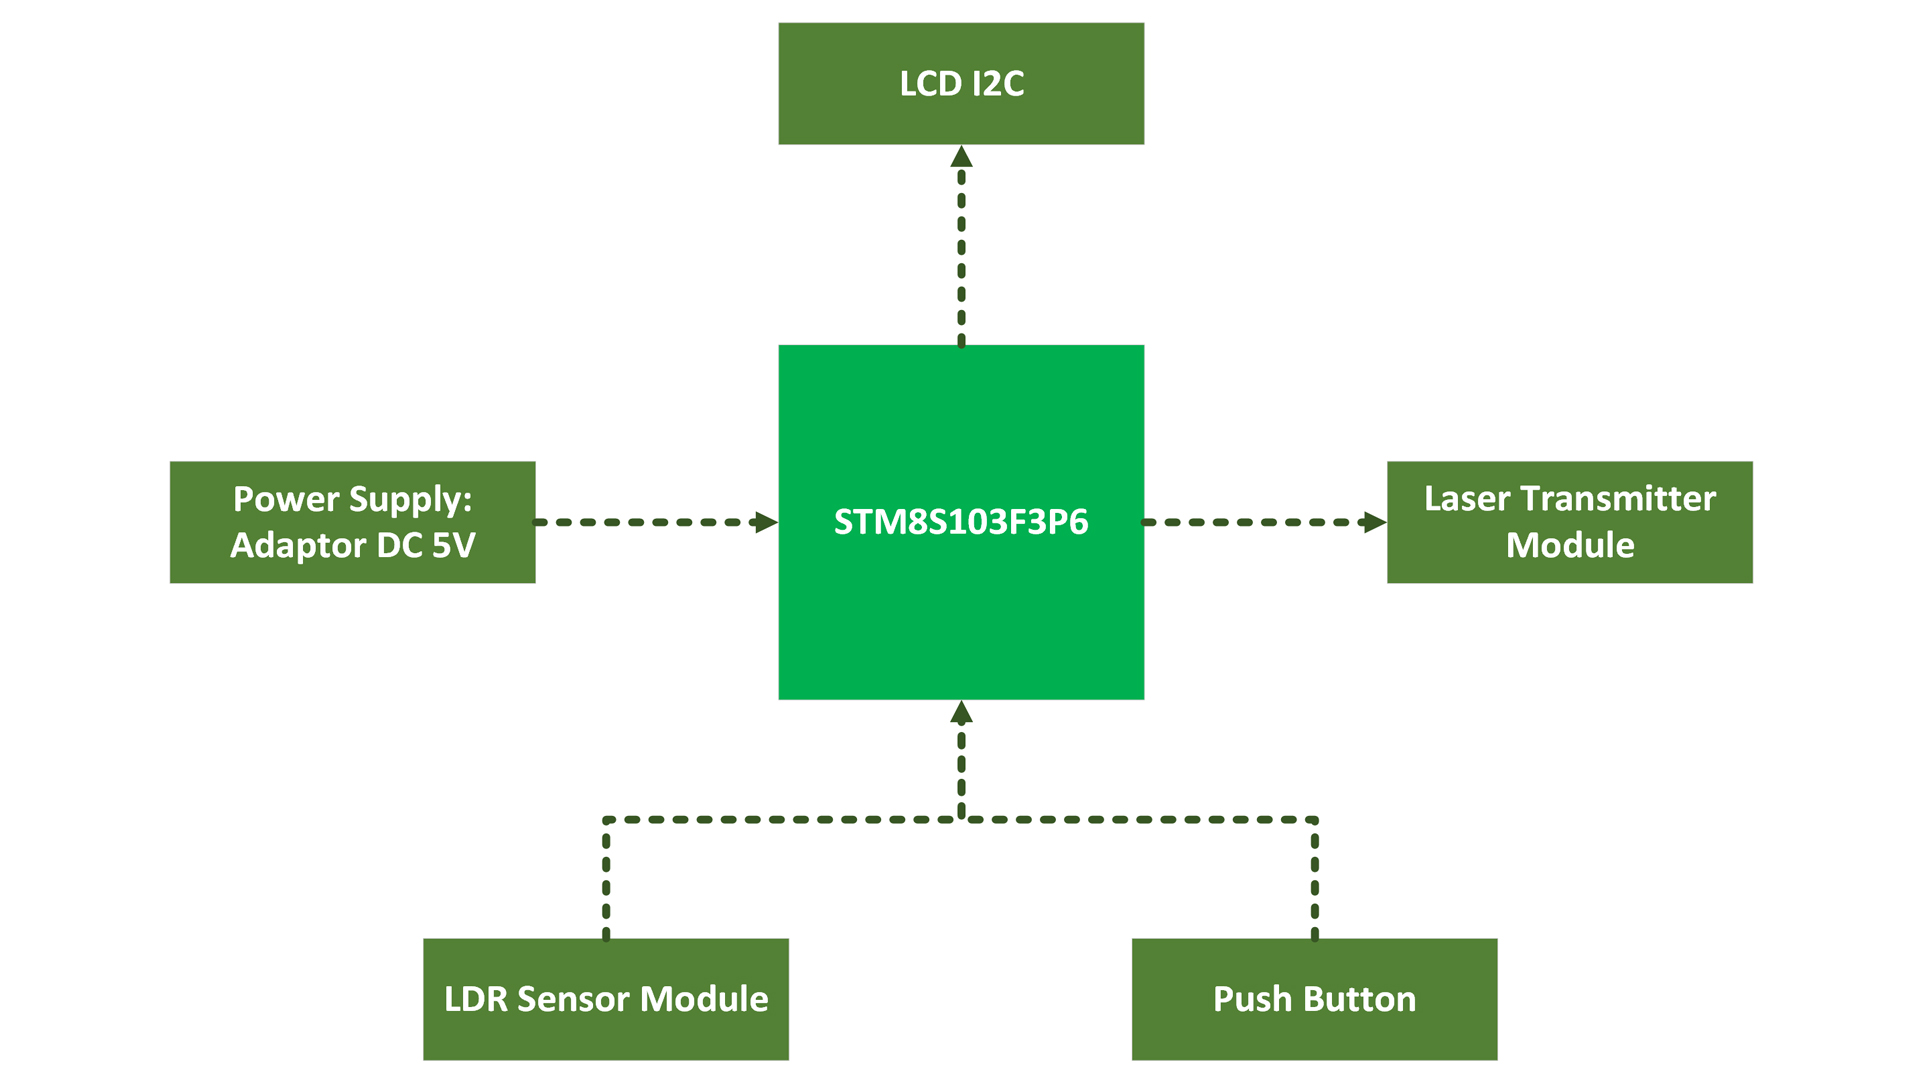 LCD I2C
Power Supply:
Adaptor DC 5V
STM8S103F3P6
Laser Transmitter
Module
LDR Sensor Module
Push Button